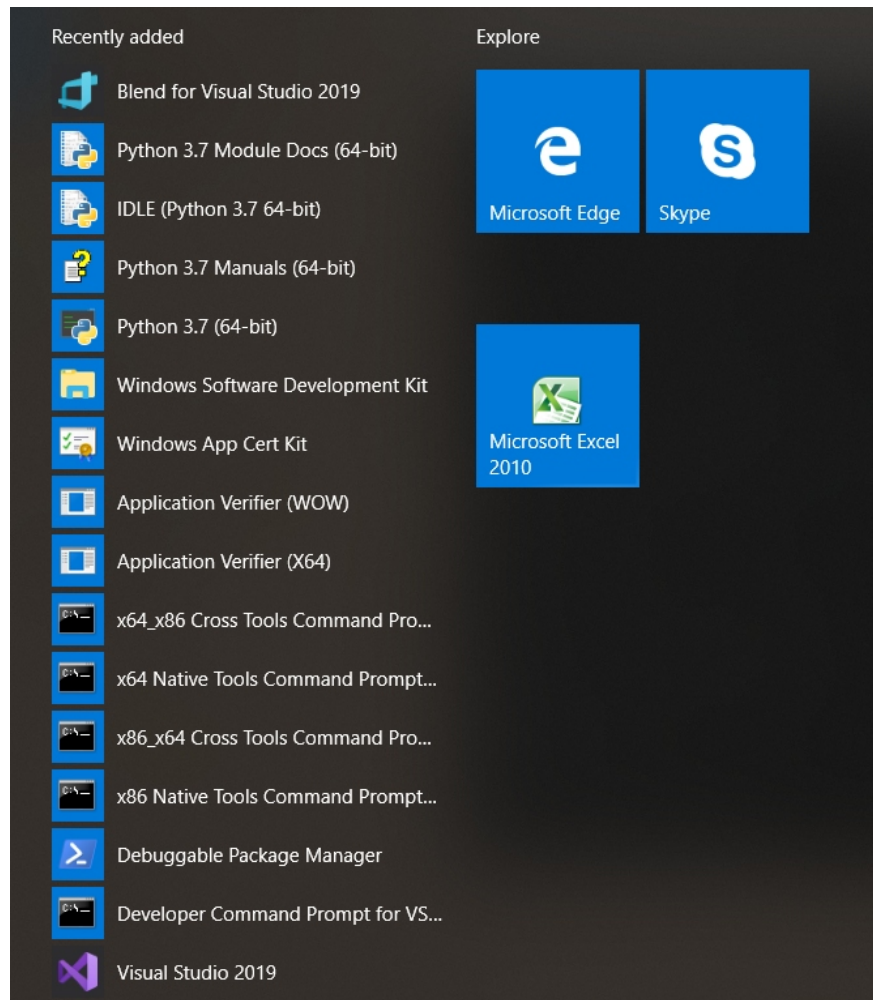 Recently added
Blend for Visual Studio 2019
Python 3.7 Module Docs (64-bit)
IDLE (Python 3.7 64-bit)
Python 3.7 Manuals (64-bit)
Python 3.7 (64-bit)
Windows Software Development Kit
Windows App Cert Kit
Application Verifier (WOW)
Application Verifier (X64)
x64_x86 Cross Tools Command Pro...
x64 Native Tools Command Prompt...
x86_x64 Cross Tools Command Pro...
x86 Native Tools Command Prompt...
Debuggable Package Manager
Developer Command Prompt for VS...
Visual Studio 2019
Explore
Microsoft Edge
Skype
Microsoft Excel
2010